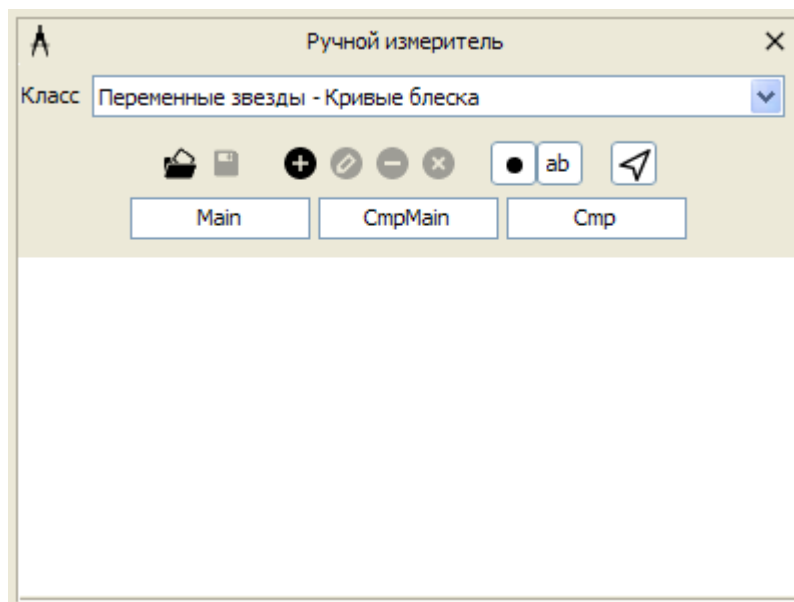 Ручной измеритель
Класс Переменные звезды - Кривые блеска
ab
Main CmpMain Cmp